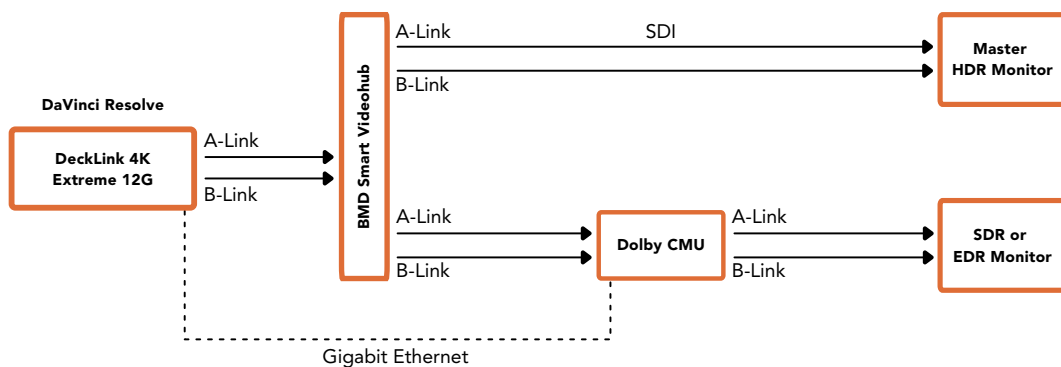 A-Link
SDI
B-Link
Master
HDR Monitor
DaVinci Resolve
DeckLink 4K
Extreme 12G
A-Link
B-Link
BMD Smart Videohub
A-Link
B-Link
Dolby CMU
A-Link
B-Link
SDR or
EDR Monitor
Gigabit Ethernet